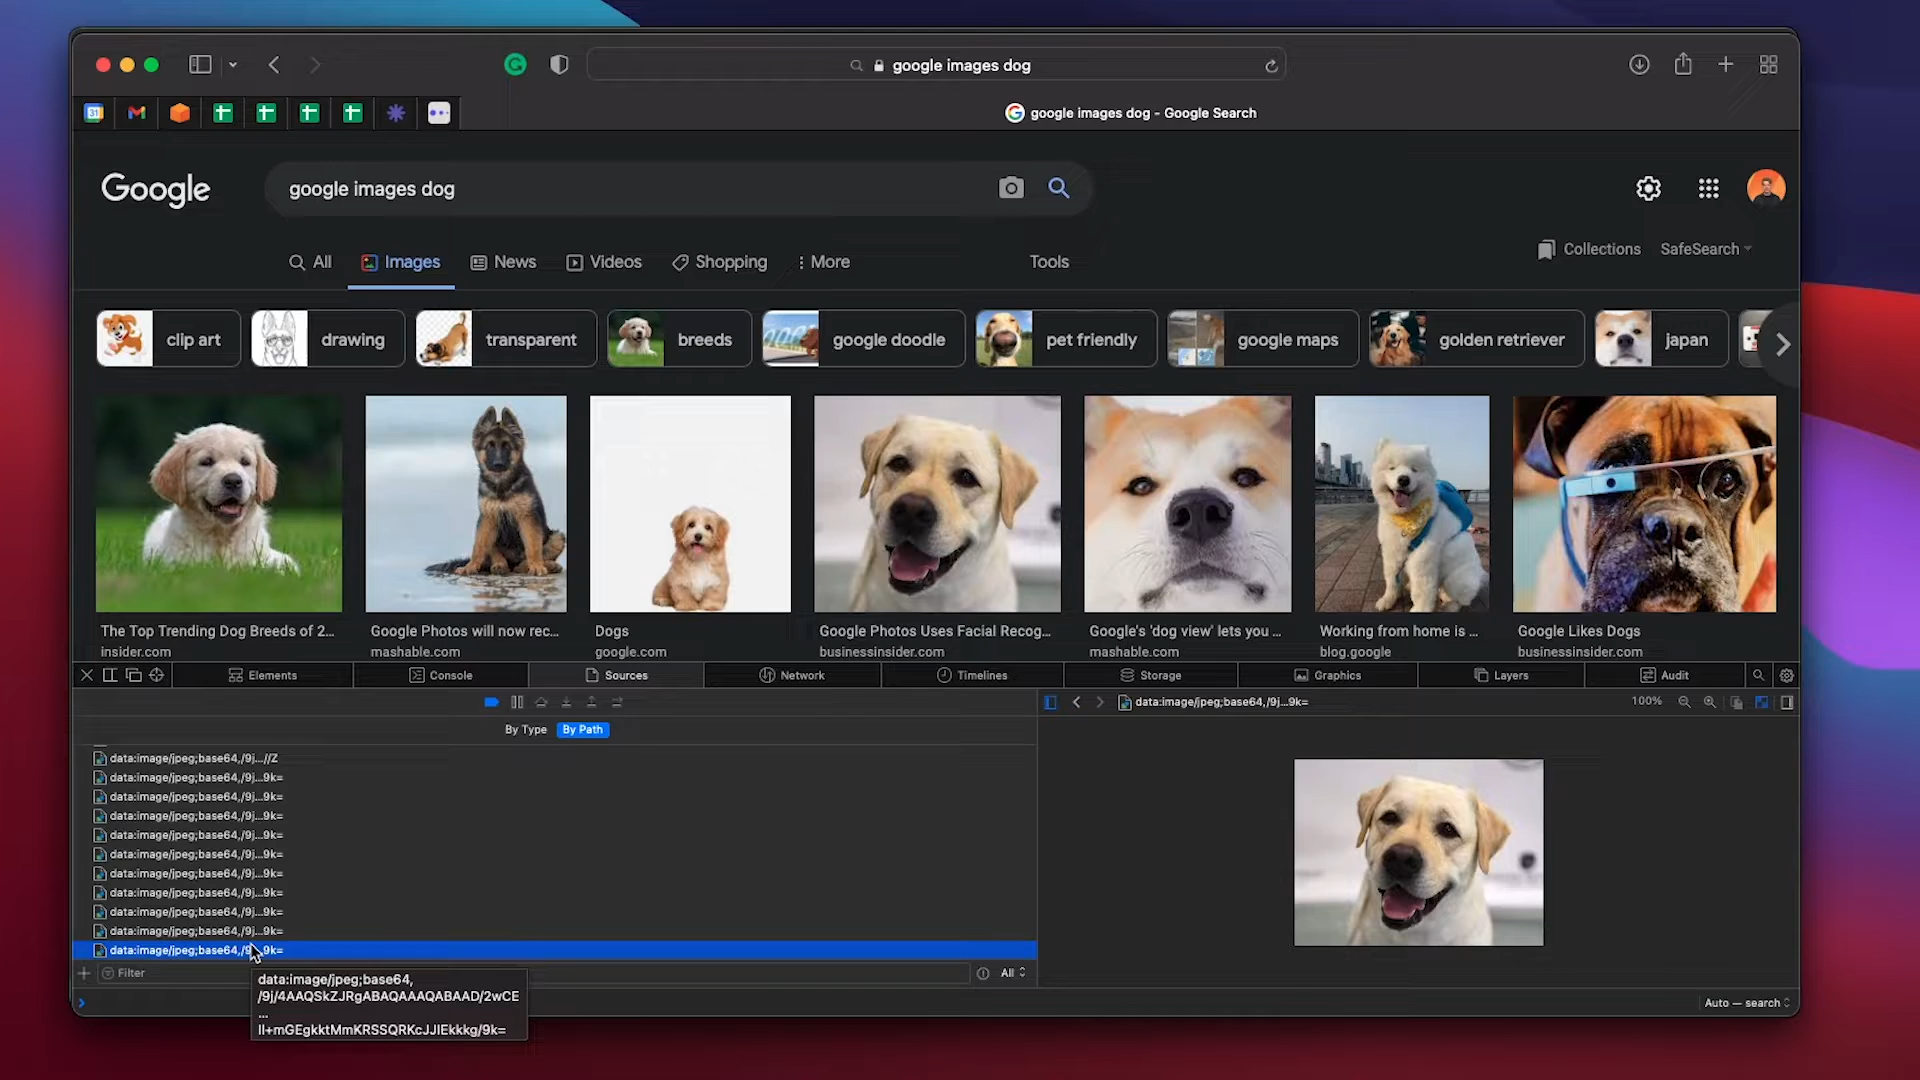 google images dog
31
google images dog - Google Search
Google
google images dog
All
Images
News
Videos
Shopping
More
Tools
Collections
SafeSearch
clip art
drawing
transparent
breeds
google doodle
pet friendly
google maps
golden retriever
japan
The Top Trending Dog Breeds of 2...
Google Photos will now rec...
Dogs
Google Photos Uses Facial Recog...
Google's 'dog view' lets you ...
Working from home is ...
Google Likes Dogs
insider.com
mashable.com
google.com
businessinsider.com
mashable.com
blog.google
businessinsider.com
Elements
Console
Sources
Network
Timelines
Storage
Graphics
Layers
Audit
data:image/jpeg;base64,/9j...9k=
100%
By Type
By Path
data:image/jpeg;base64,/9j...//Z
data:image/jpeg;base64,/9j...9k=
data:image/jpeg;base64,/9j...9k=
data:image/jpeg;base64,/9j...9k=
data:image/jpeg;base64,/9j...9k=
data:image/jpeg;base64,/9j...9k=
data:image/jpeg;base64,/9j...9k=
data:image/jpeg;base64,/9j...9k=
data:image/jpeg;base64,/9j...9k=
data:image/jpeg;base64,/9j...9k=
data:image/jpeg;base64,/9j...9k=
Filter
All
data:image/jpeg;base64,
/9j/4AAQSkZJRgABAQAAAQABAAD/2wCE
...
Auto — search